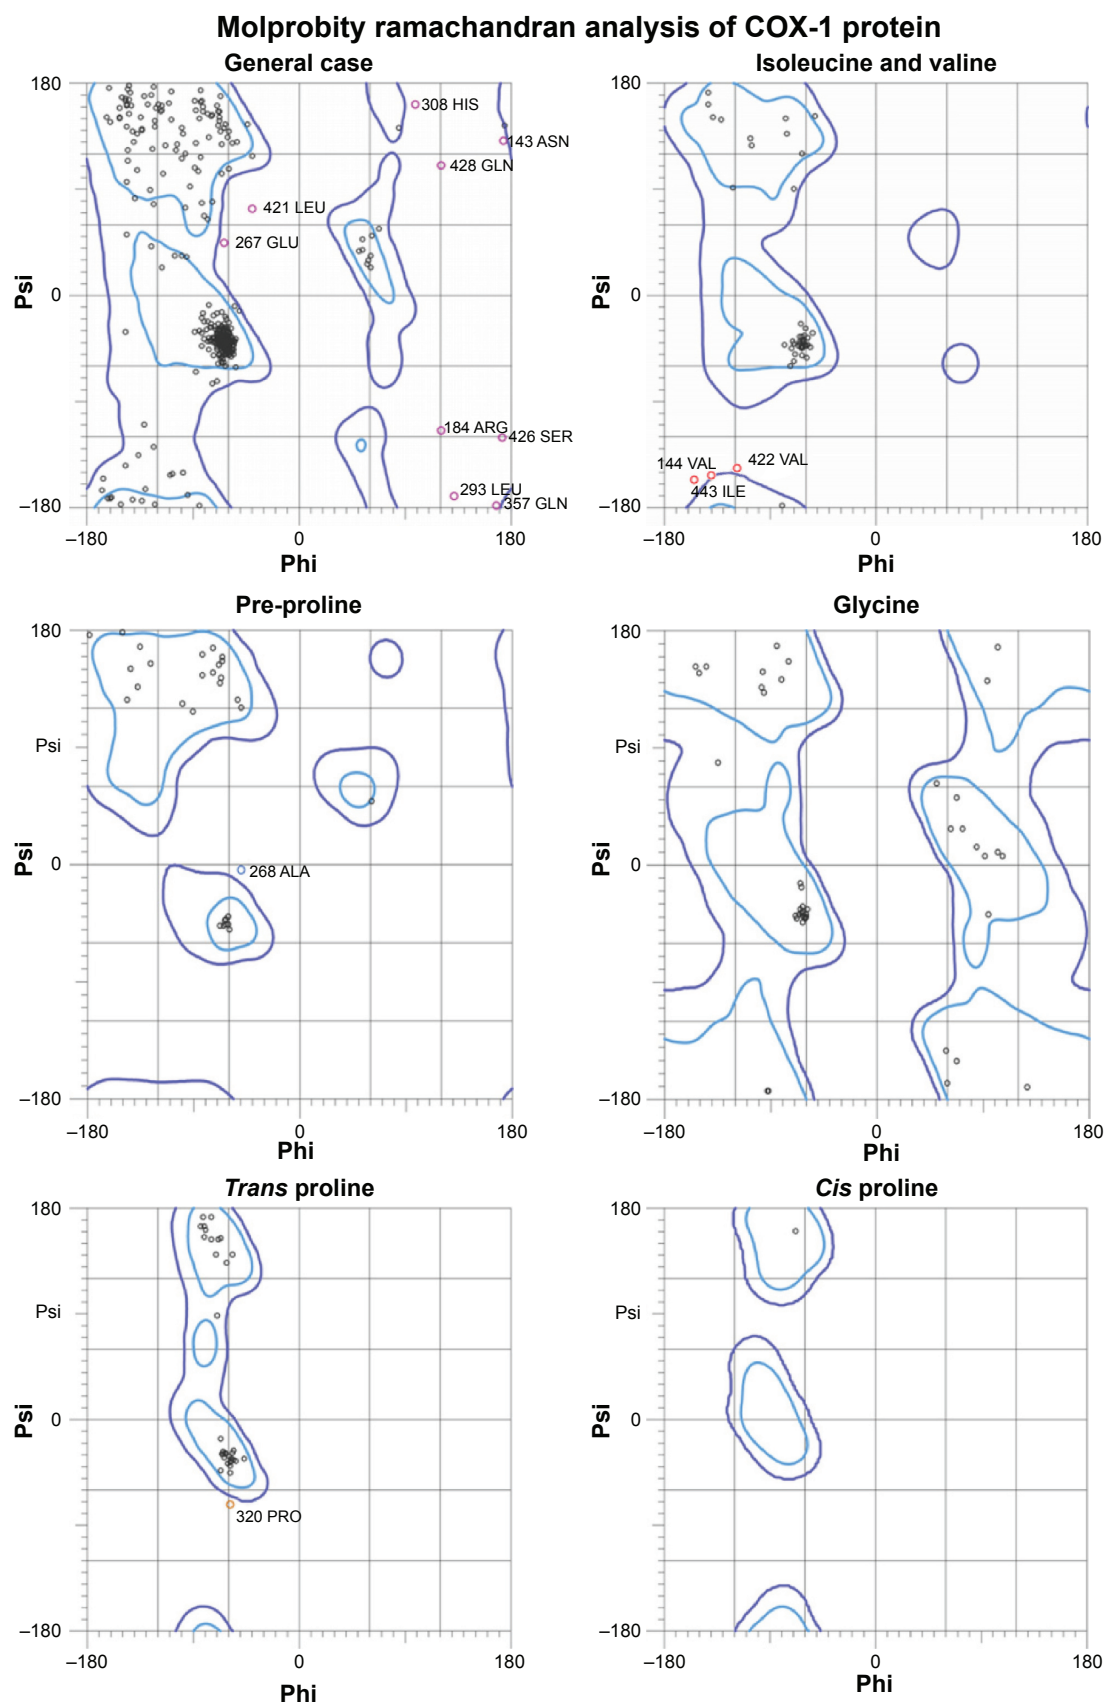 Molprobity ramachandran analysis of COX-1 protein
General case
Isoleucine and valine
180
308 HIS
143 ASN
428 GLN
421 LEU
267 GLU
Psi
0
184 ARG
426 SER
293 LEU
357 GLN
–180
–180
0
180
Phi
180
Psi
0
144 VAL
422 VAL
443 ILE
–180
–180
0
180
Phi
Pre-proline
Glycine
180
Psi
Psi
0
268 ALA
–180
–180
0
180
Phi
180
Psi
Psi
0
–180
–180
0
180
Phi
Trans proline
Cis proline
180
Psi
Psi
0
320 PRO
–180
–180
0
180
Phi
180
Psi
Psi
0
–180
–180
0
180
Phi